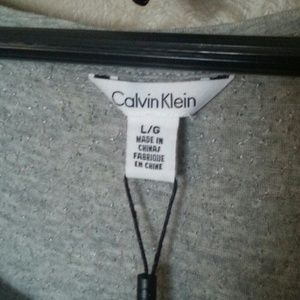 Calvin Klein
L/G
MADE IN
CHINA/
FABRIQUÉ
EN CHINE